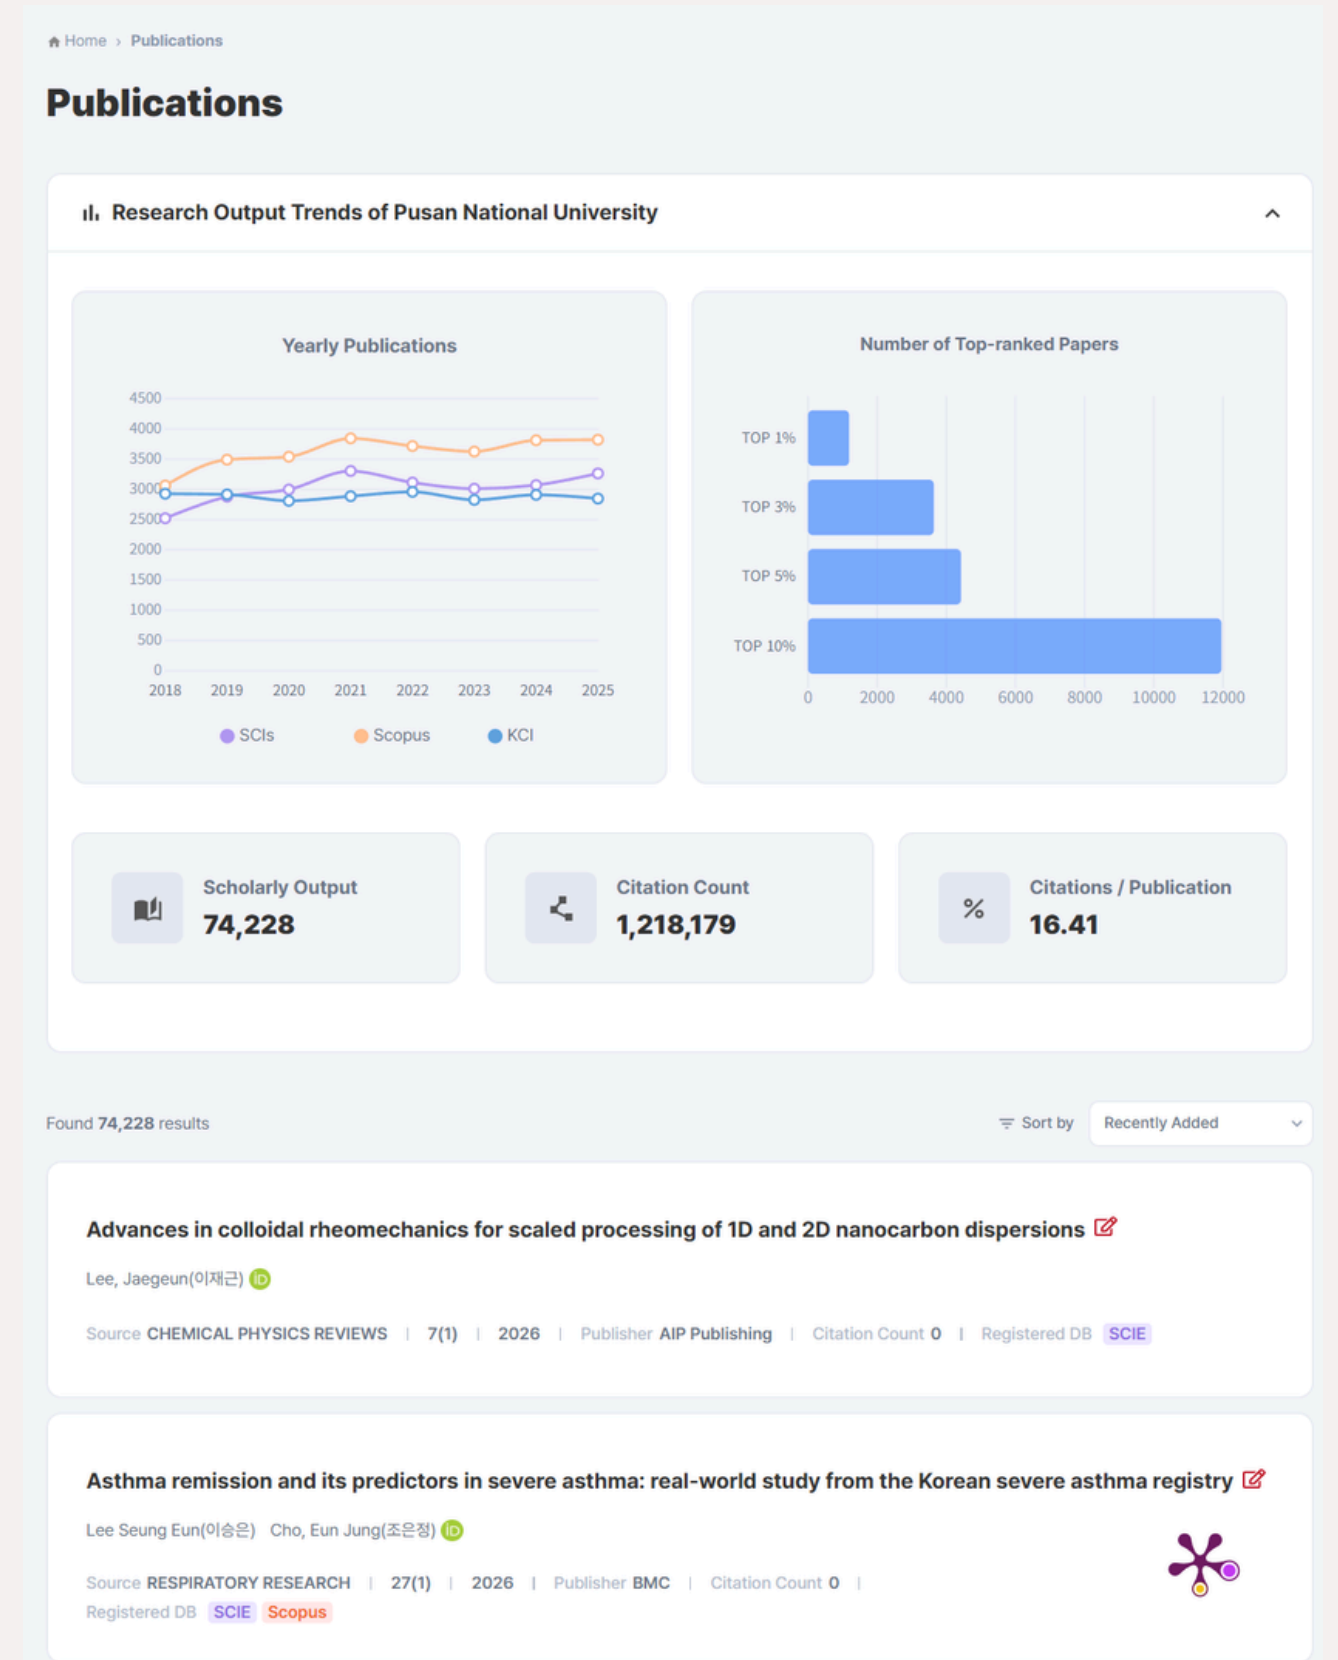 Home › Publications
Publications
Research Output Trends of Pusan National University
Yearly Publications
4500
4000
3500
3000
2500
2000
1500
1000
500
0
2018 2019 2020 2021 2022 2023 2024 2025
SCIs Scopus KCI
Number of Top-ranked Papers
TOP 1%
TOP 3%
TOP 5%
TOP 10%
0 2000 4000 6000 8000 10000 12000
Scholarly Output
74,228
Citation Count
1,218,179
%
Citations / Publication
16.41
Found 74,228 results
Sort by Recently Added
Advances in colloidal rheomechanics for scaled processing of 1D and 2D nanocarbon dispersions
Lee, Jaegeun(이재근) iD
Source CHEMICAL PHYSICS REVIEWS | 7(1) | 2026 | Publisher AIP Publishing | Citation Count 0 | Registered DB SCIE
Asthma remission and its predictors in severe asthma: real-world study from the Korean severe asthma registry
Lee Seung Eun(이승은) Cho, Eun Jung(조은정) iD
Source RESPIRATORY RESEARCH | 27(1) | 2026 | Publisher BMC | Citation Count 0 |
Registered DB SCIE Scopus